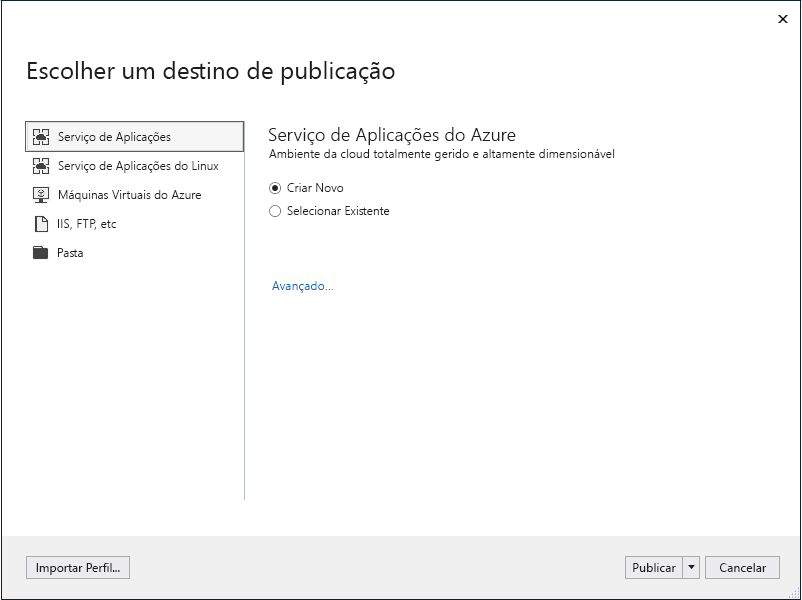 Escolher um destino de publicação
Serviço de Aplicações
Serviço de Aplicações do Linux
Máquinas Virtuais do Azure
IIS, FTP, etc
Pasta
Serviço de Aplicações do Azure
Ambiente da cloud totalmente gerido e altamente dimensionável
Criar Novo
Selecionar Existente
Avançado...
Importar Perfil...
Publicar
Cancelar